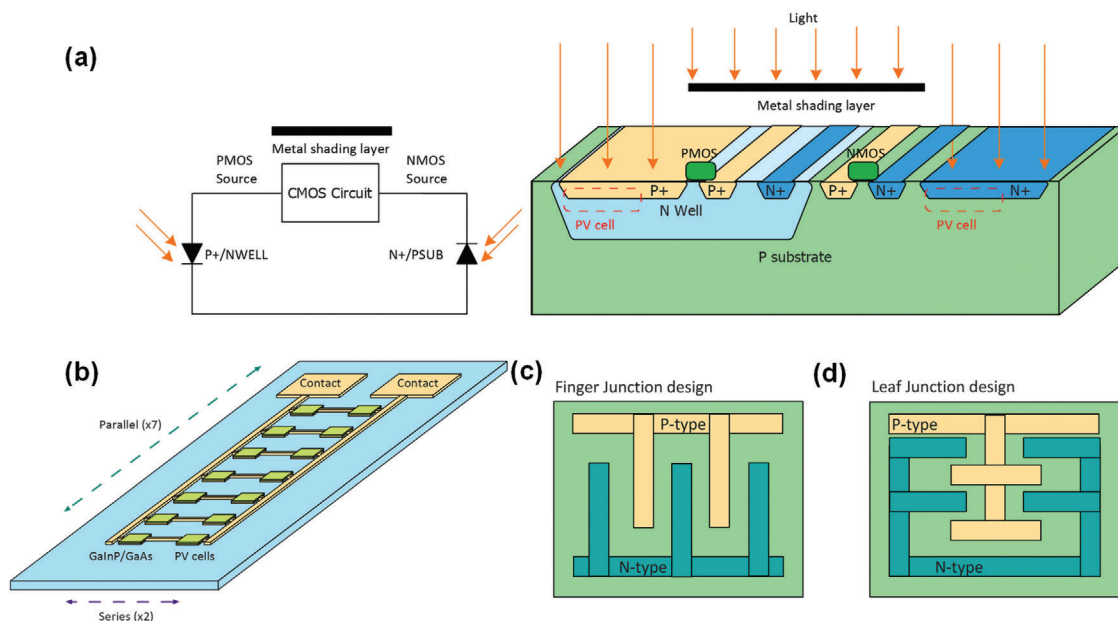 (a)
Metal shading layer
PMOS
Source
NMOS
Source
CMOS Circuit
P+/NWELL
N+/PSUB
Light
Metal shading layer
PMOS
NMOS
P+
P+
N+
P+
N+
N+
N Well
PV cell
PV cell
P substrate
(b)
Contact
Contact
Parallel (x7)
GaInP/GaAs
PV cells
Series (x2)
(c)
Finger Junction design
P-type
N-type
(d)
Leaf Junction design
P-type
N-type